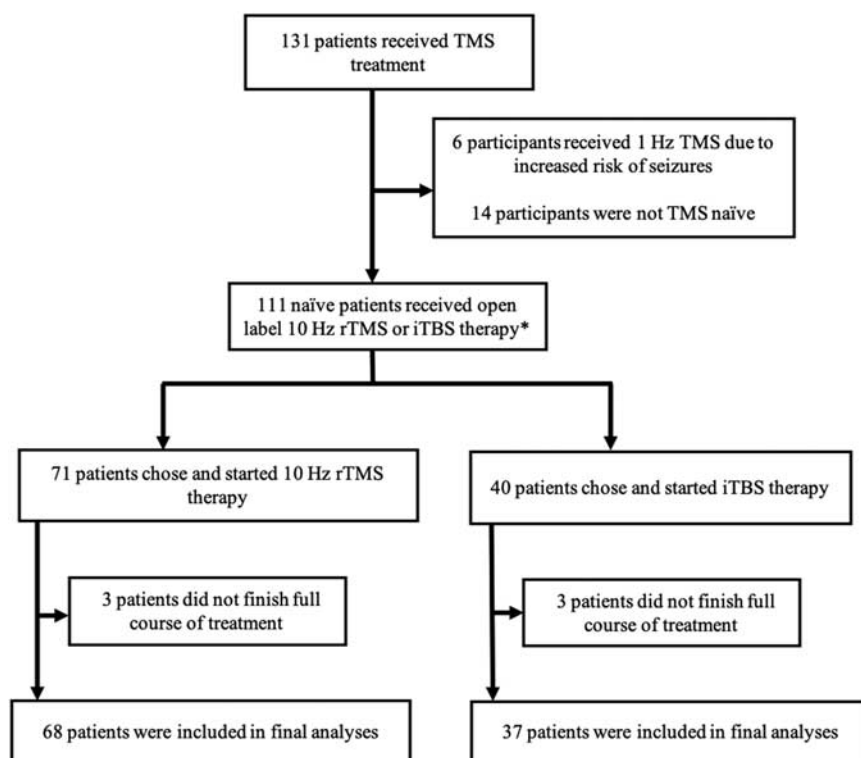 131 patients received TMS
treatment
6 participants received 1 Hz TMS due to
increased risk of seizures
14 participants were not TMS naïve
111 naïve patients received open
label 10 Hz rTMS or iTBS therapy*
71 patients chose and started 10 Hz rTMS
therapy
40 patients chose and started iTBS therapy
3 patients did not finish full
course of treatment
3 patients did not finish full
course of treatment
68 patients were included in final analyses
37 patients were included in final analyses